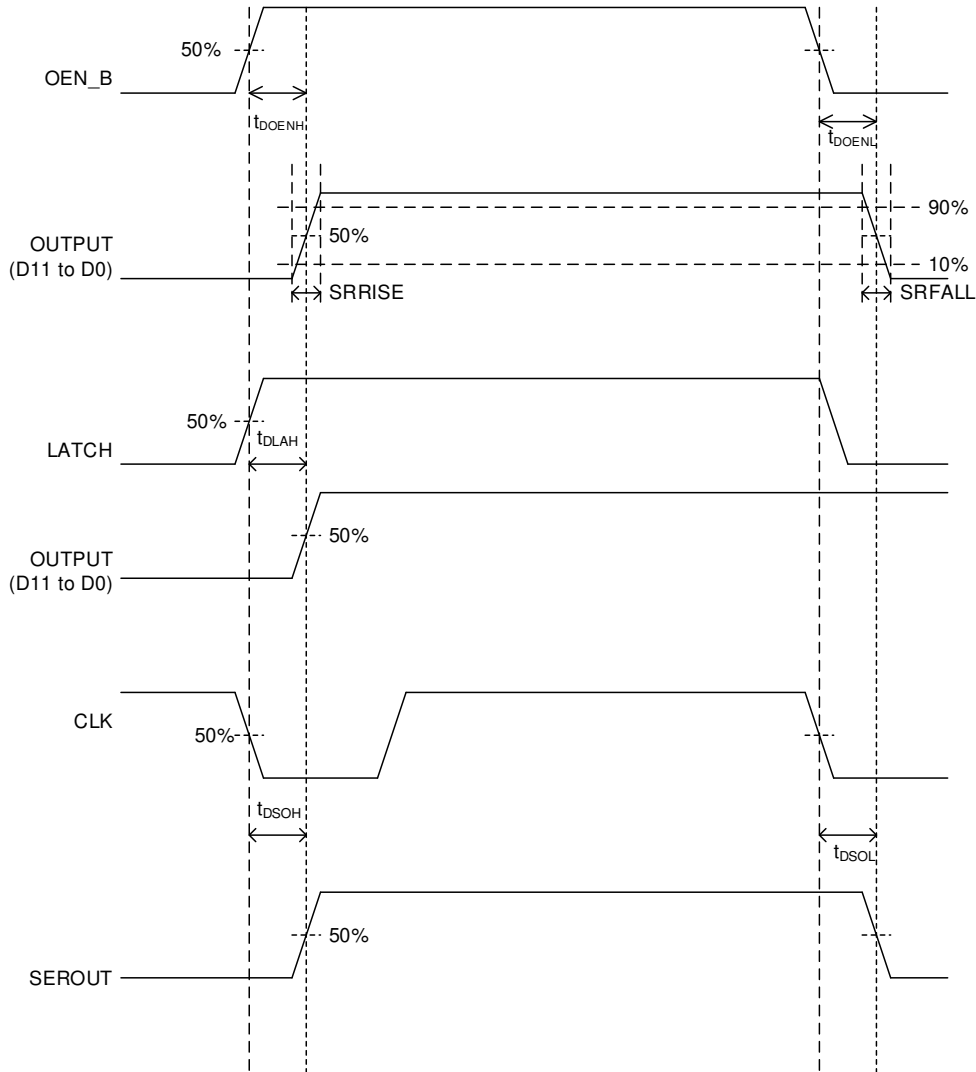 50%
OEN_B
tDOENH
tDOENL
90%
OUTPUT
(D11 to D0)
50%
10%
SRRISE
SRFALL
50%
LATCH
tDLAH
50%
OUTPUT
(D11 to D0)
CLK
50%
tDSOH
tDSOL
50%
SEROUT